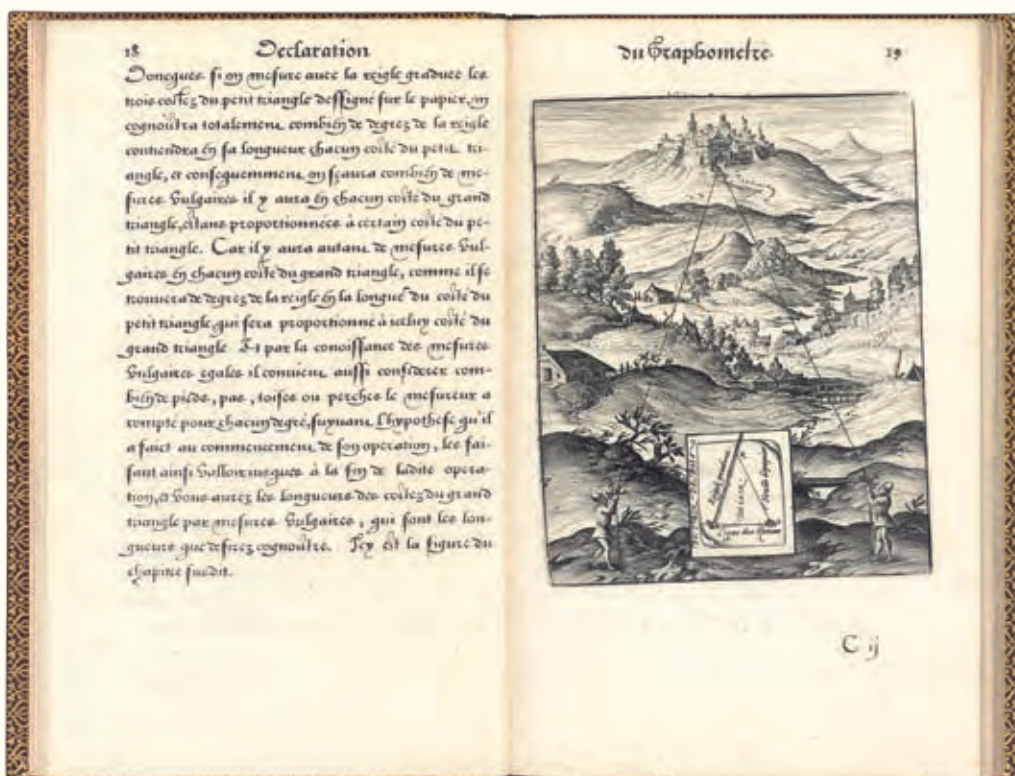 18 Declaration
Doncques si on mesure avec la reigle graduee les
trois costez du petit triangle dessigné sur le papier, on
cognoistra totalement combien de degrez de la reigle
contiendra en sa longueur chacun costé du petit tri-
angle, et consequemment on sçaura combien de me-
sures vulgaires il y aura en chacun costé du grand
triangle, estans proportionnees à certain costé du pe-
tit triangle. Car il y aura autant de mesures vul-
gaires en chacun costé du grand triangle, comme il se
trouvera de degrez de la reigle en la longue du costé du
petit triangle qui sera proportionne à iceluy costé du
grand triangle Et par la conoissance des mesures
vulgaires egales il convient aussi considerer com-
bien de pieds, pas, toises ou perches le mesureur a
compté pour chacun degré, suyuant l'hypothese qu'il
a faict au commencement de son operation, les fai-
sant ainsi valloir iusques à la fin de ladite opera-
tion, et vous aurez les longueurs des costez du grand
triangle par mesures vulgaires, qui sont les lon-
gueurs que desirez cognoistre. Icy est la figure du
chapitre susdit.
du Graphometre 19
Ligne des stations
C ij